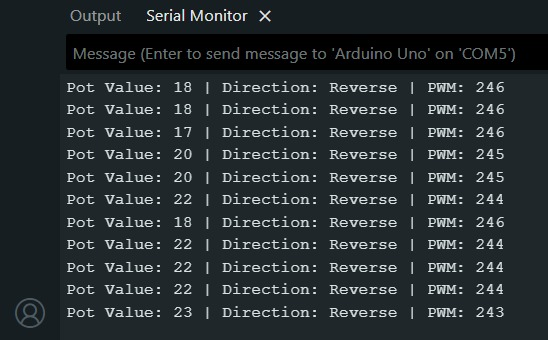 Output Serial Monitor
Message (Enter to send message to 'Arduino Uno' on 'COM5')
Pot Value: 18 | Direction: Reverse | PWM: 246
Pot Value: 18 | Direction: Reverse | PWM: 246
Pot Value: 17 | Direction: Reverse | PWM: 246
Pot Value: 20 | Direction: Reverse | PWM: 245
Pot Value: 20 | Direction: Reverse | PWM: 245
Pot Value: 22 | Direction: Reverse | PWM: 244
Pot Value: 18 | Direction: Reverse | PWM: 246
Pot Value: 22 | Direction: Reverse | PWM: 244
Pot Value: 22 | Direction: Reverse | PWM: 244
Pot Value: 22 | Direction: Reverse | PWM: 244
Pot Value: 23 | Direction: Reverse | PWM: 243